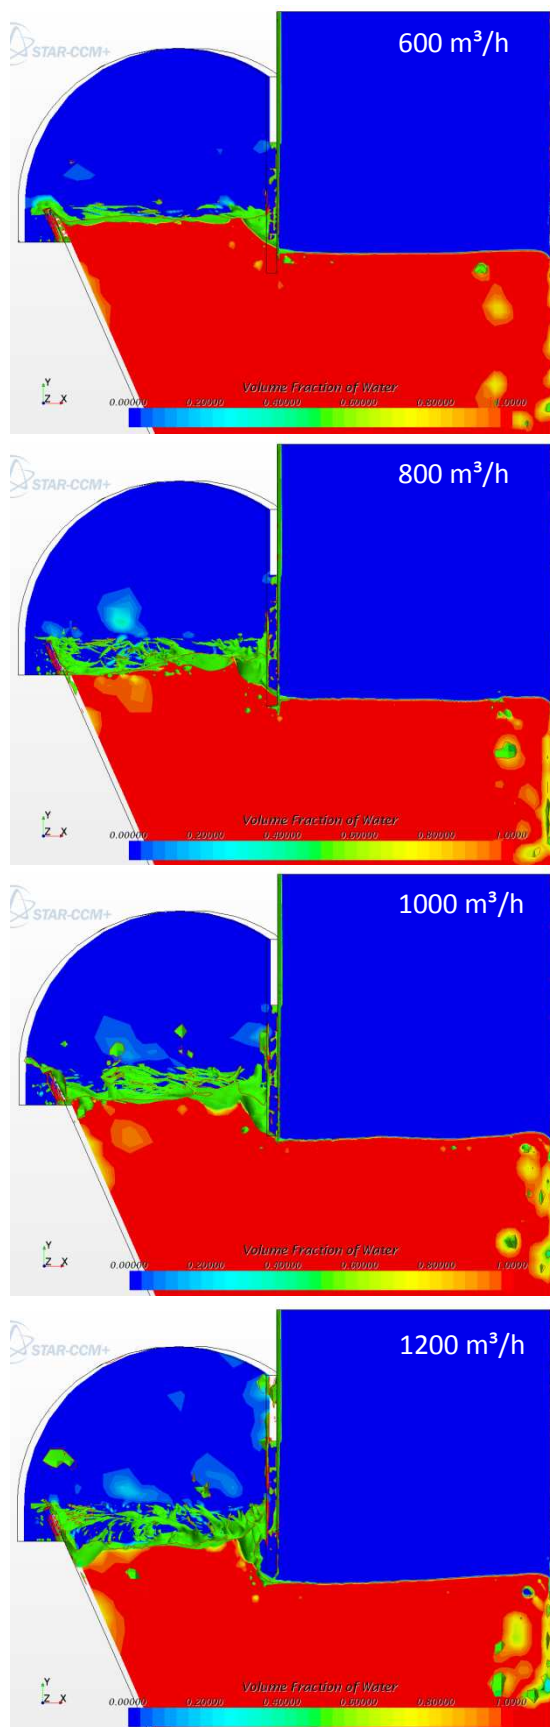 600 m³/h
STAR-CCM+
Y
Z X
Volume Fraction of Water
0.00000 0.20000 0.40000 0.60000 0.80000 1.0000
800 m³/h
STAR-CCM+
Y
Z X
Volume Fraction of Water
0.00000 0.20000 0.40000 0.60000 0.80000 1.0000
1000 m³/h
STAR-CCM+
Y
Z X
Volume Fraction of Water
0.00000 0.20000 0.40000 0.60000 0.80000 1.0000
1200 m³/h
STAR-CCM+
Y
Z X
Volume Fraction of Water
0.00000 0.20000 0.40000 0.60000 0.80000 1.0000